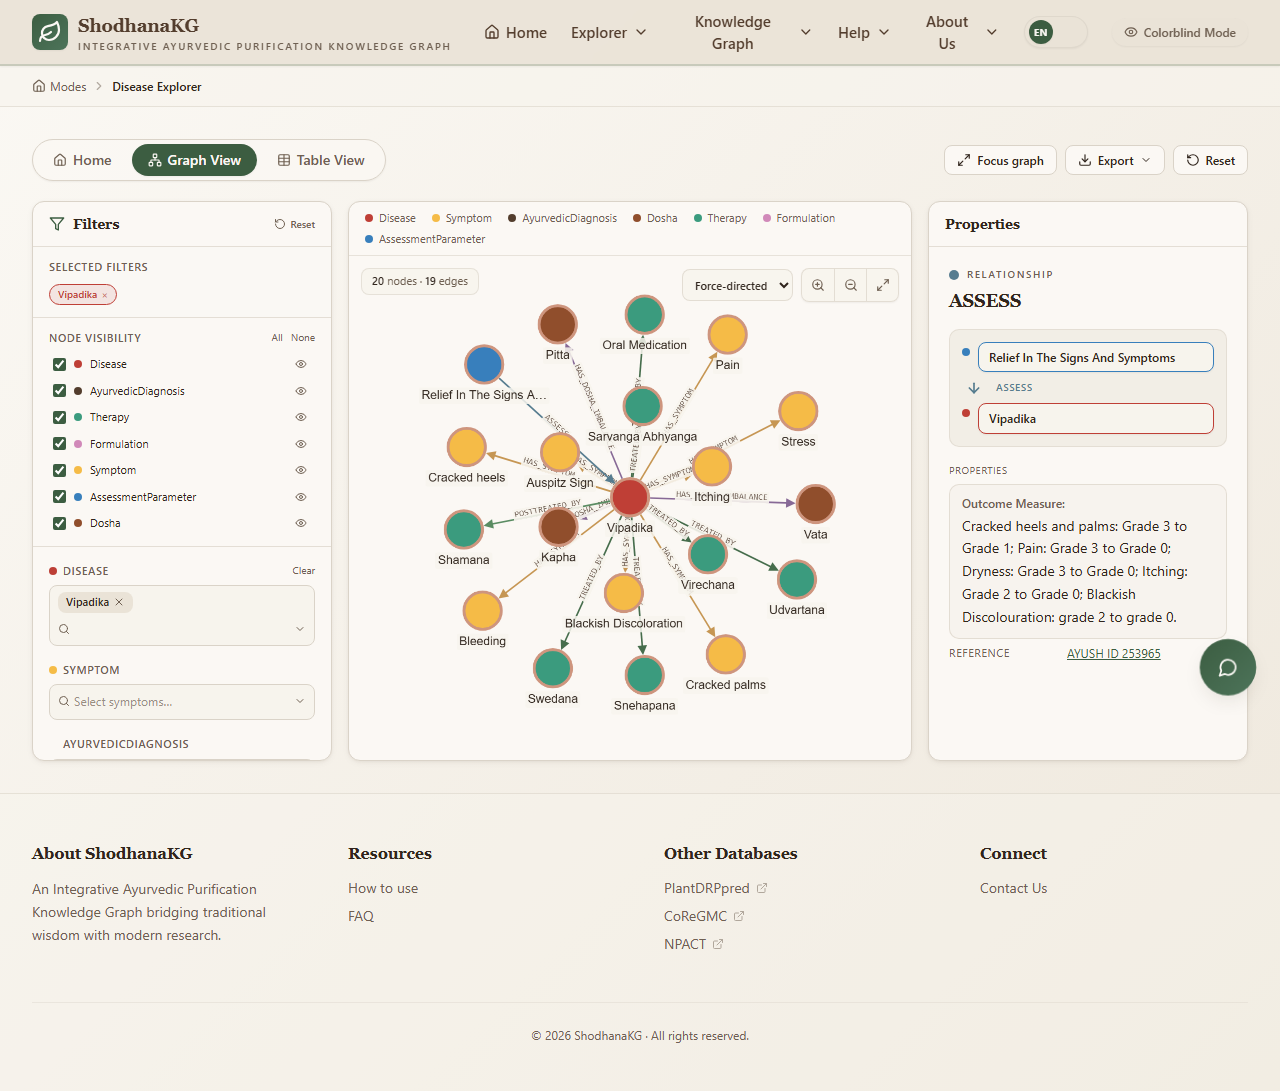 ShodhanaKG
INTEGRATIVE AYURVEDIC PURIFICATION KNOWLEDGE GRAPH
Home
Explorer
Knowledge Graph
Help
About Us
EN
Colorblind Mode
Modes
Disease Explorer
Home
Graph View
Table View
Focus graph
Export
Reset
Filters
Reset
SELECTED FILTERS
Vipadika ×
NODE VISIBILITY
All None
Disease
AyurvedicDiagnosis
Therapy
Formulation
Symptom
AssessmentParameter
Dosha
DISEASE
Clear
Vipadika ×
SYMPTOM
Select symptoms...
AYURVEDICDIAGNOSIS
Disease
Symptom
AyurvedicDiagnosis
Dosha
Therapy
Formulation
AssessmentParameter
20 nodes · 19 edges
Force-directed
Pitta
Oral Medication
Pain
Relief In The Signs A...
HAS_DOSHA_IMBAL
Sarvanga Abhyanga
Stress
ASSESS
Cracked heels
Auspitz Sign
Itching
Vipadika
Vata
POSTTREATED_BY
Shamana
Kapha
TREATED_BY
TREATED_BY
Virechana
Udvartana
TREATED_BY
Bleeding
Blackish Discoloration
Swedana
Snehapana
Cracked palms
Properties
RELATIONSHIP
ASSESS
Relief In The Signs And Symptoms
ASSESS
Vipadika
PROPERTIES
Outcome Measure:
Cracked heels and palms: Grade 3 to
Grade 1; Pain: Grade 3 to Grade 0;
Dryness: Grade 3 to Grade 0; Itching:
Grade 2 to Grade 0; Blackish
Discolouration: grade 2 to grade 0.
REFERENCE
AYUSH ID 253965
About ShodhanaKG
An Integrative Ayurvedic Purification
Knowledge Graph bridging traditional
wisdom with modern research.
Resources
How to use
FAQ
Other Databases
PlantDRPpred
CoReGMC
NPACT
Connect
Contact Us
© 2026 ShodhanaKG · All rights reserved.